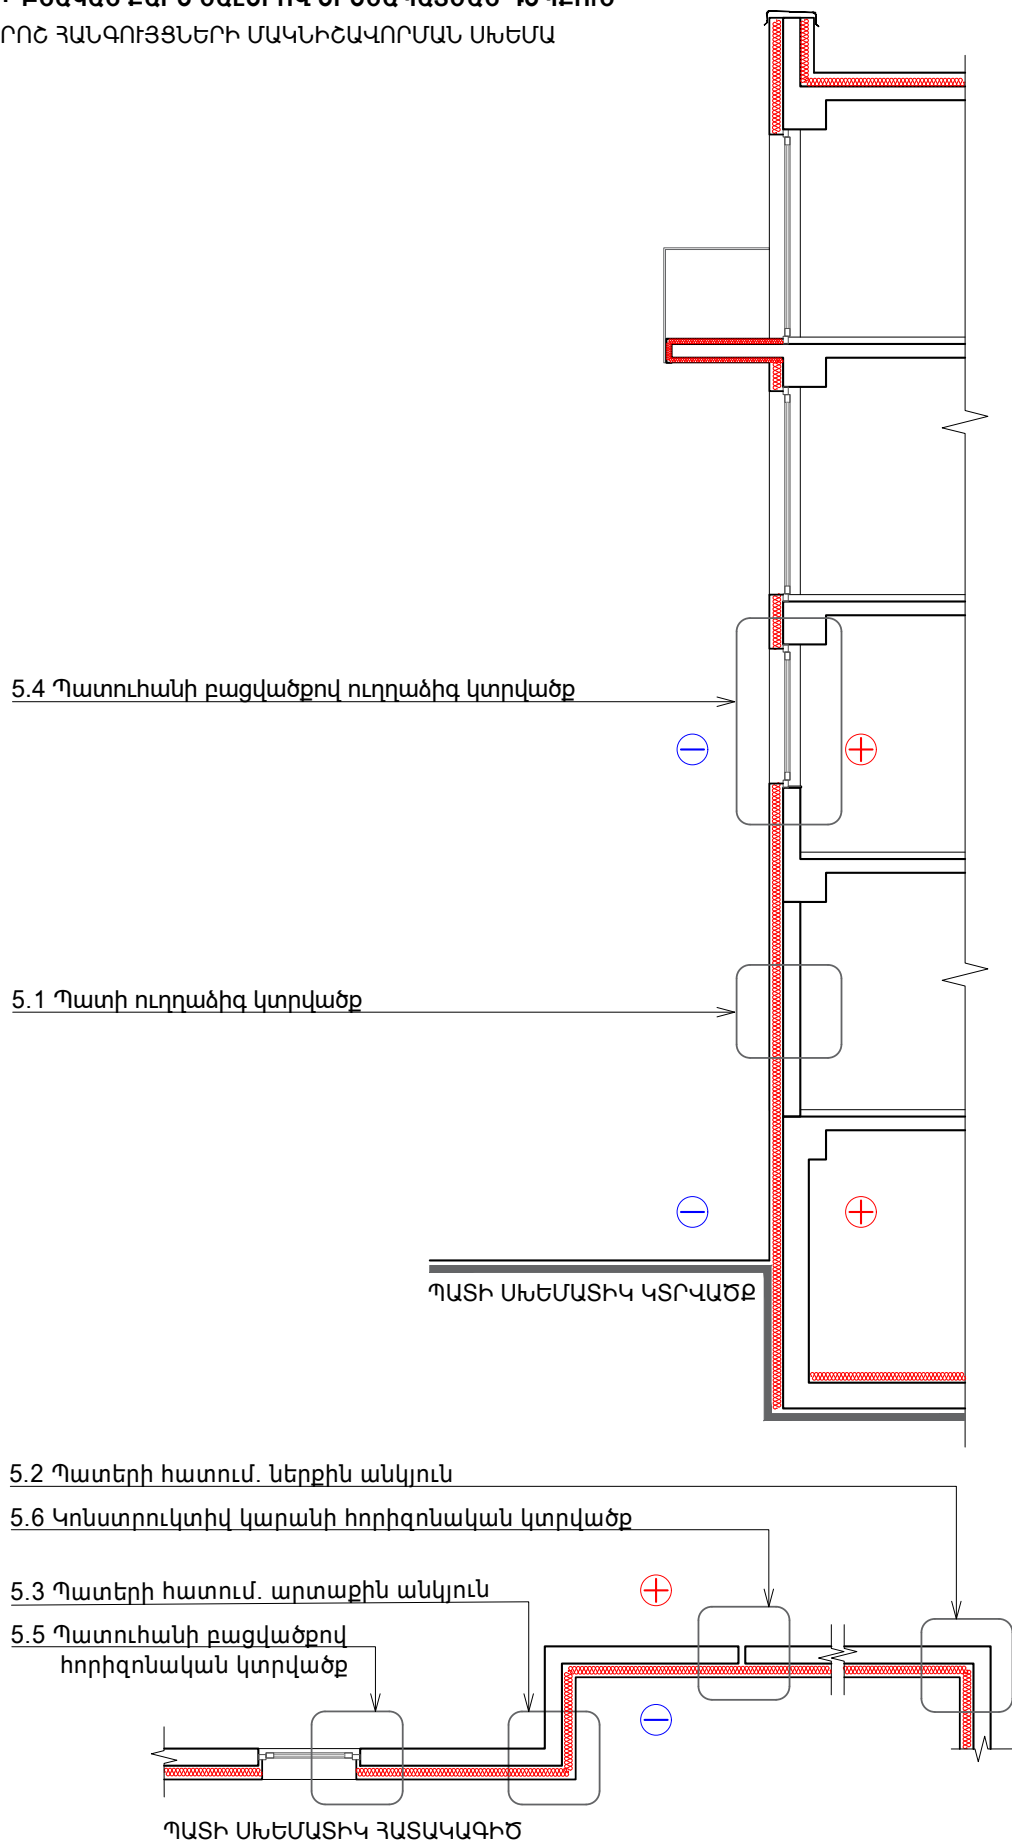 ՐՈՇ ՀԱՆԳՈՒՅՑՆԵՐԻ ՄԱԿՆԻՇԱՎՈՐՄԱՆ ՍԽԵՄԱ
5.4 Պատուհանի բացվածքով ուղղաձիգ կտրվածք
5.1 Պատի ուղղաձիգ կտրվածք
ՊԱՏԻ ՍԽԵՄԱՏԻԿ ԿՏՐՎԱԾՔ
5.2 Պատերի հատում. ներքին անկյուն
5.6 Կոնստրուկտիվ կարանի հորիզոնական կտրվածք
5.3 Պատերի հատում. արտաքին անկյուն
5.5 Պատուհանի բացվածքով
հորիզոնական կտրվածք
ՊԱՏԻ ՍԽԵՄԱՏԻԿ ՀԱՏԱԿԱԳԻԾ